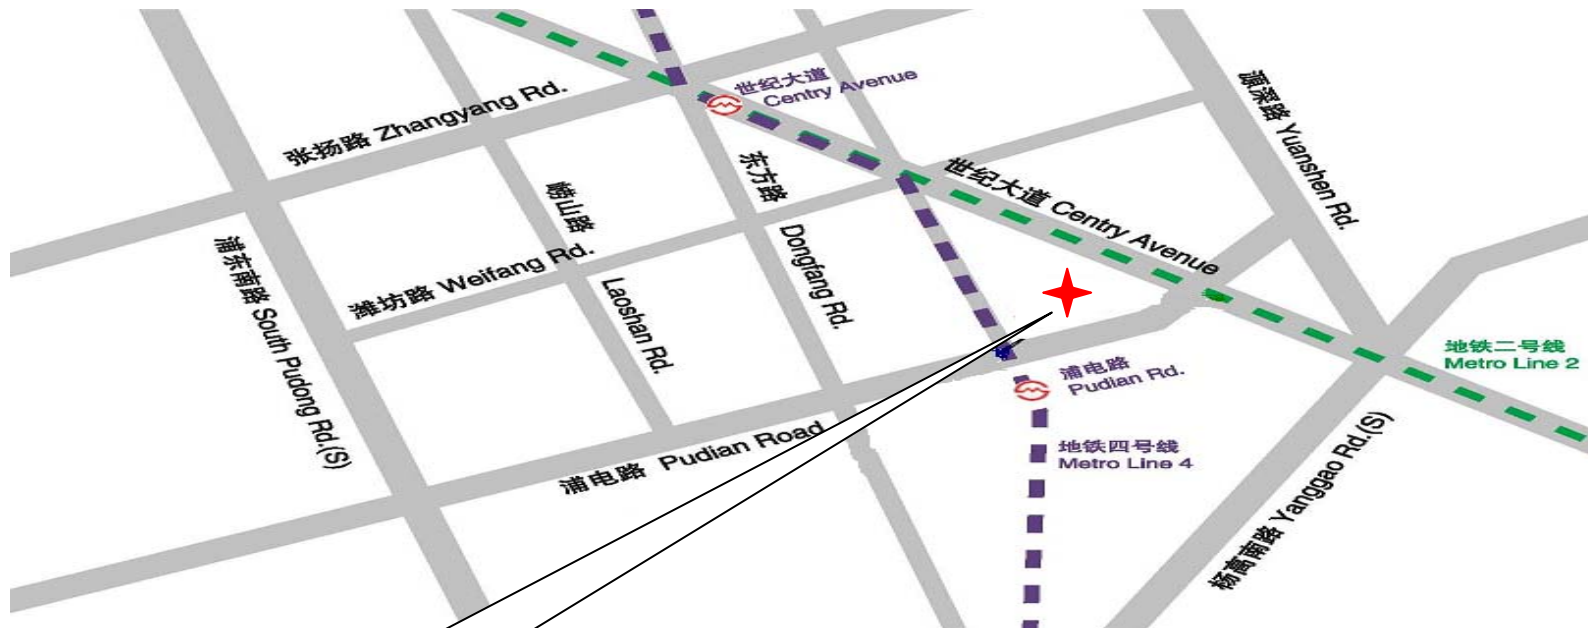 世纪大道
Centry Avenue
张扬路 Zhangyang Rd.
源深路 Yuanshen Rd.
东方路
Dongfang Rd.
世纪大道 Centry Avenue
崂山路
Laoshan Rd.
浦东南路 South Pudong Rd.(S)
潍坊路 Weifang Rd.
地铁二号线
Metro Line 2
浦电路
Pudian Rd.
浦电路 Pudian Road
地铁四号线
Metro Line 4
杨高南路 Yanggao Rd.(S)